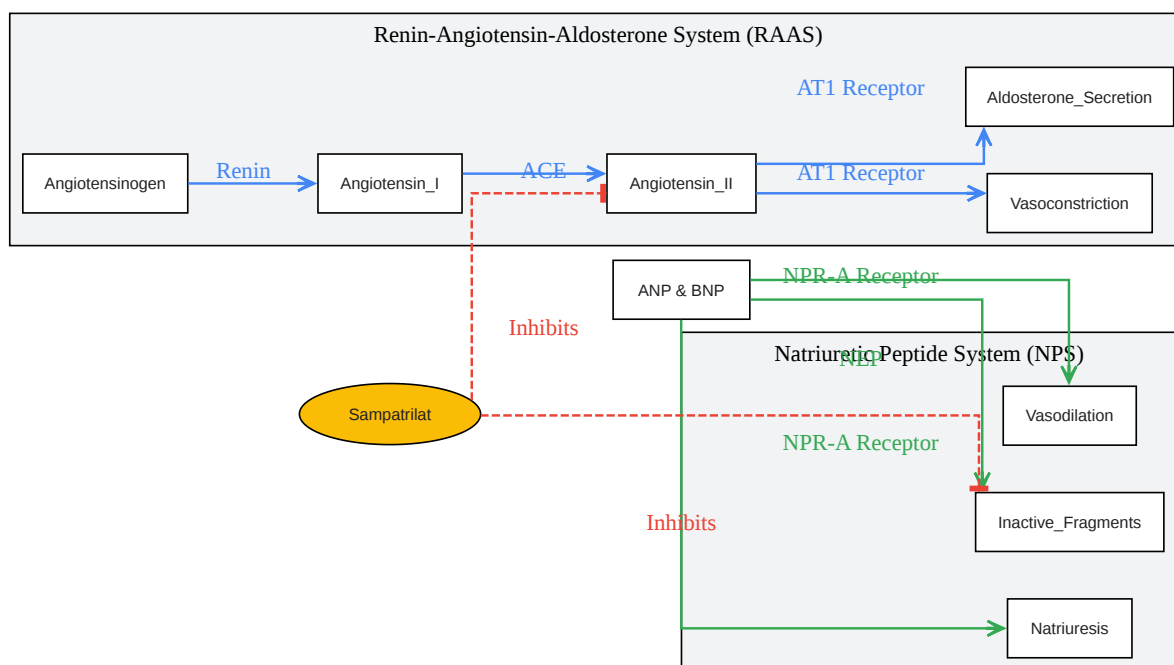 Renin-Angiotensin-Aldosterone System (RAAS)
AT1 Receptor
Aldosterone_Secretion
Angiotensinogen
Renin
Angiotensin_I
ACE
Angiotensin_II
AT1 Receptor
Vasoconstriction
ANP & BNP
NPR-A Receptor
Inhibits
Natriuretic Peptide System (NPS)
NEP
Sampatrilat
Vasodilation
NPR-A Receptor
Inhibits
Inactive_Fragments
Natriuresis